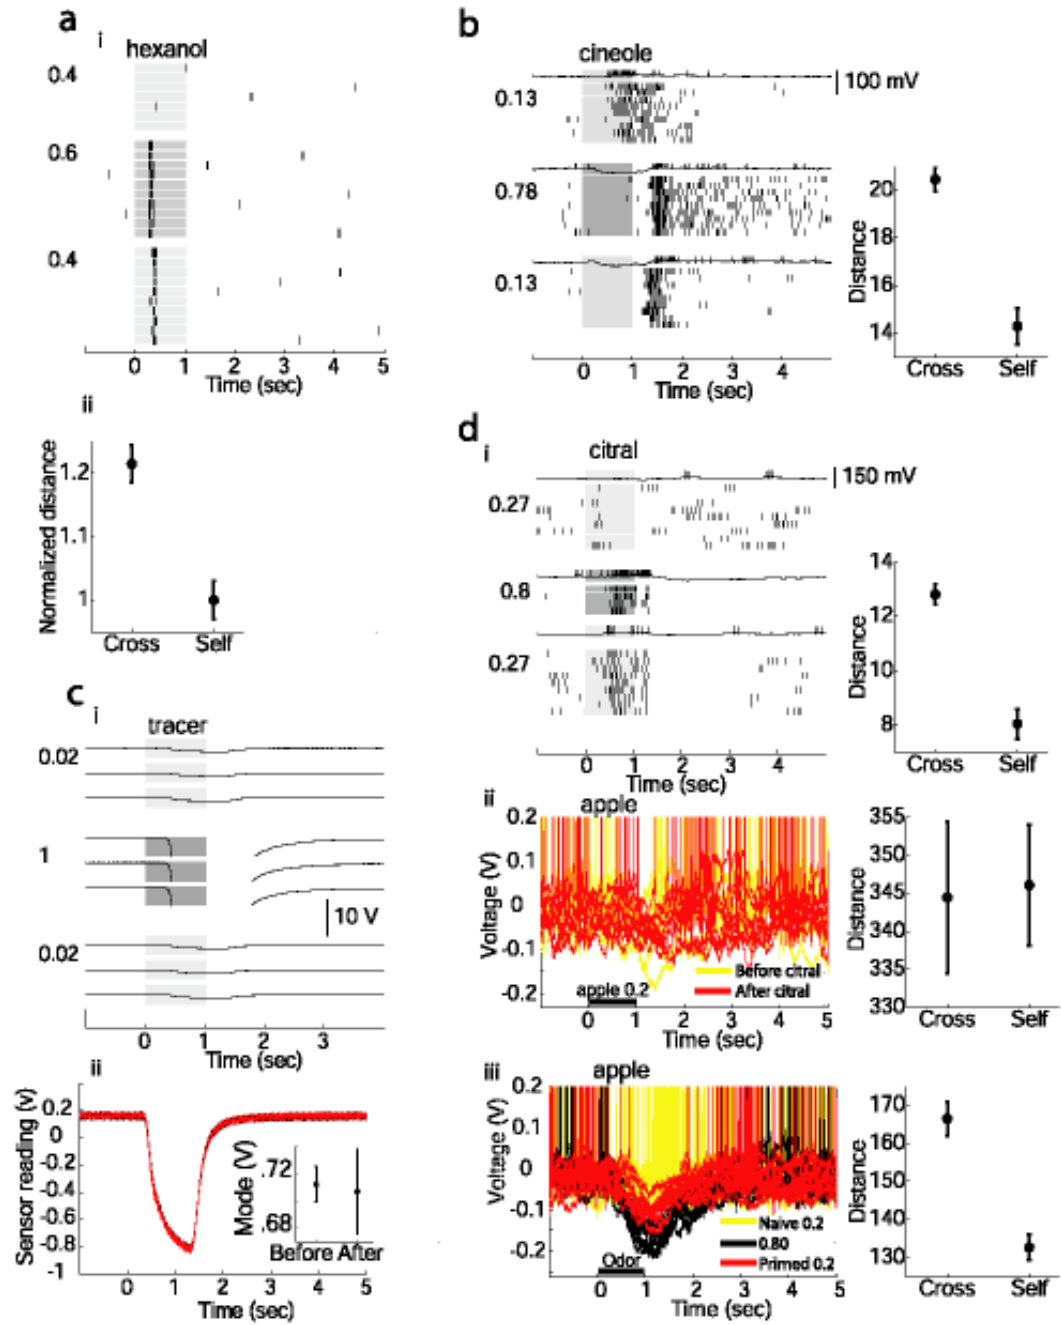 a
i
hexanol
0.4
0.6
0.4
0 1 2 3 4 5
Time (sec)
ii
Normalized distance
1.2
1.1
1
Cross Self
b
cineole
100 mV
0.13
0.78
0.13
0 1 2 3 4
Time (sec)
Distance
20
18
16
14
Cross Self
c
i
tracer
0.02
1
10 V
0.02
0 1 2 3
Time (sec)
ii
Sensor reading (v)
0.2
0
-0.2
-0.4
-0.6
-0.8
-1
Mode (V)
.72
.68
Before After
0 1 2 3 4 5
Time (sec)
d
i
citral
150 mV
0.27
0.8
0.27
0 1 2 3 4
Time (sec)
Distance
14
12
10
8
Cross Self
ii
apple
Voltage (V)
0.2
0.1
0
-0.1
-0.2
Before citral
After citral
apple 0.2
0 1 2 3 4 5
Time (sec)
Distance
355
350
345
340
335
330
Cross Self
iii
apple
Voltage (V)
0.2
0.1
0
-0.1
-0.2
Naive 0.2
0.80
Primed 0.2
Odor
0 1 2 3 4 5
Time (sec)
Distance
170
160
150
140
130
Cross Self